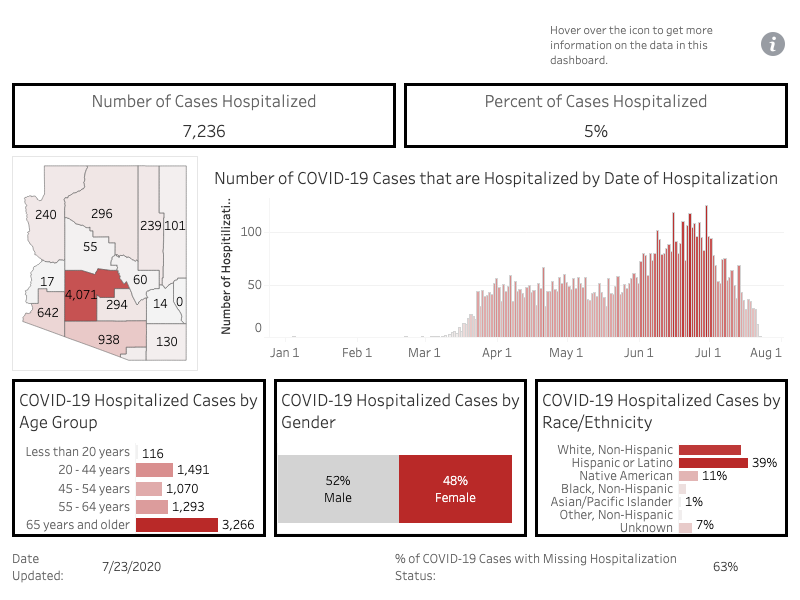 Hover over the icon to get more
information on the data in this
dashboard.
i
Number of Cases Hospitalized
7,236
Percent of Cases Hospitalized
5%
240
296
239
101
55
17
60
4,071
294
14
0
642
938
130
Number of COVID-19 Cases that are Hospitalized by Date of Hospitalization
Number of Hospitilizati..
100
50
0
Jan 1 Feb 1 Mar 1 Apr 1 May 1 Jun 1 Jul 1 Aug 1
COVID-19 Hospitalized Cases by
Age Group
Less than 20 years 116
20 - 44 years 1,491
45 - 54 years 1,070
55 - 64 years 1,293
65 years and older 3,266
COVID-19 Hospitalized Cases by
Gender
52%
Male
48%
Female
COVID-19 Hospitalized Cases by
Race/Ethnicity
White, Non-Hispanic
Hispanic or Latino 39%
Native American 11%
Black, Non-Hispanic
Asian/Pacific Islander 1%
Other, Non-Hispanic
Unknown 7%
Date
Updated:
7/23/2020
% of COVID-19 Cases with Missing Hospitalization
Status:
63%